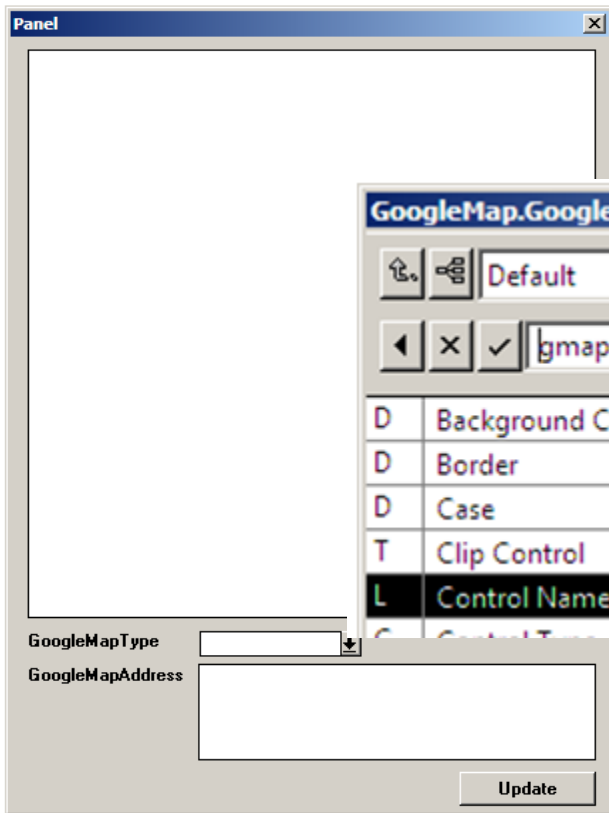 Panel
GoogleMap.Google
Default
gmap
D Background C
D Border
D Case
T Clip Control
L Control Name
GoogleMapType
GoogleMapAddress
Update